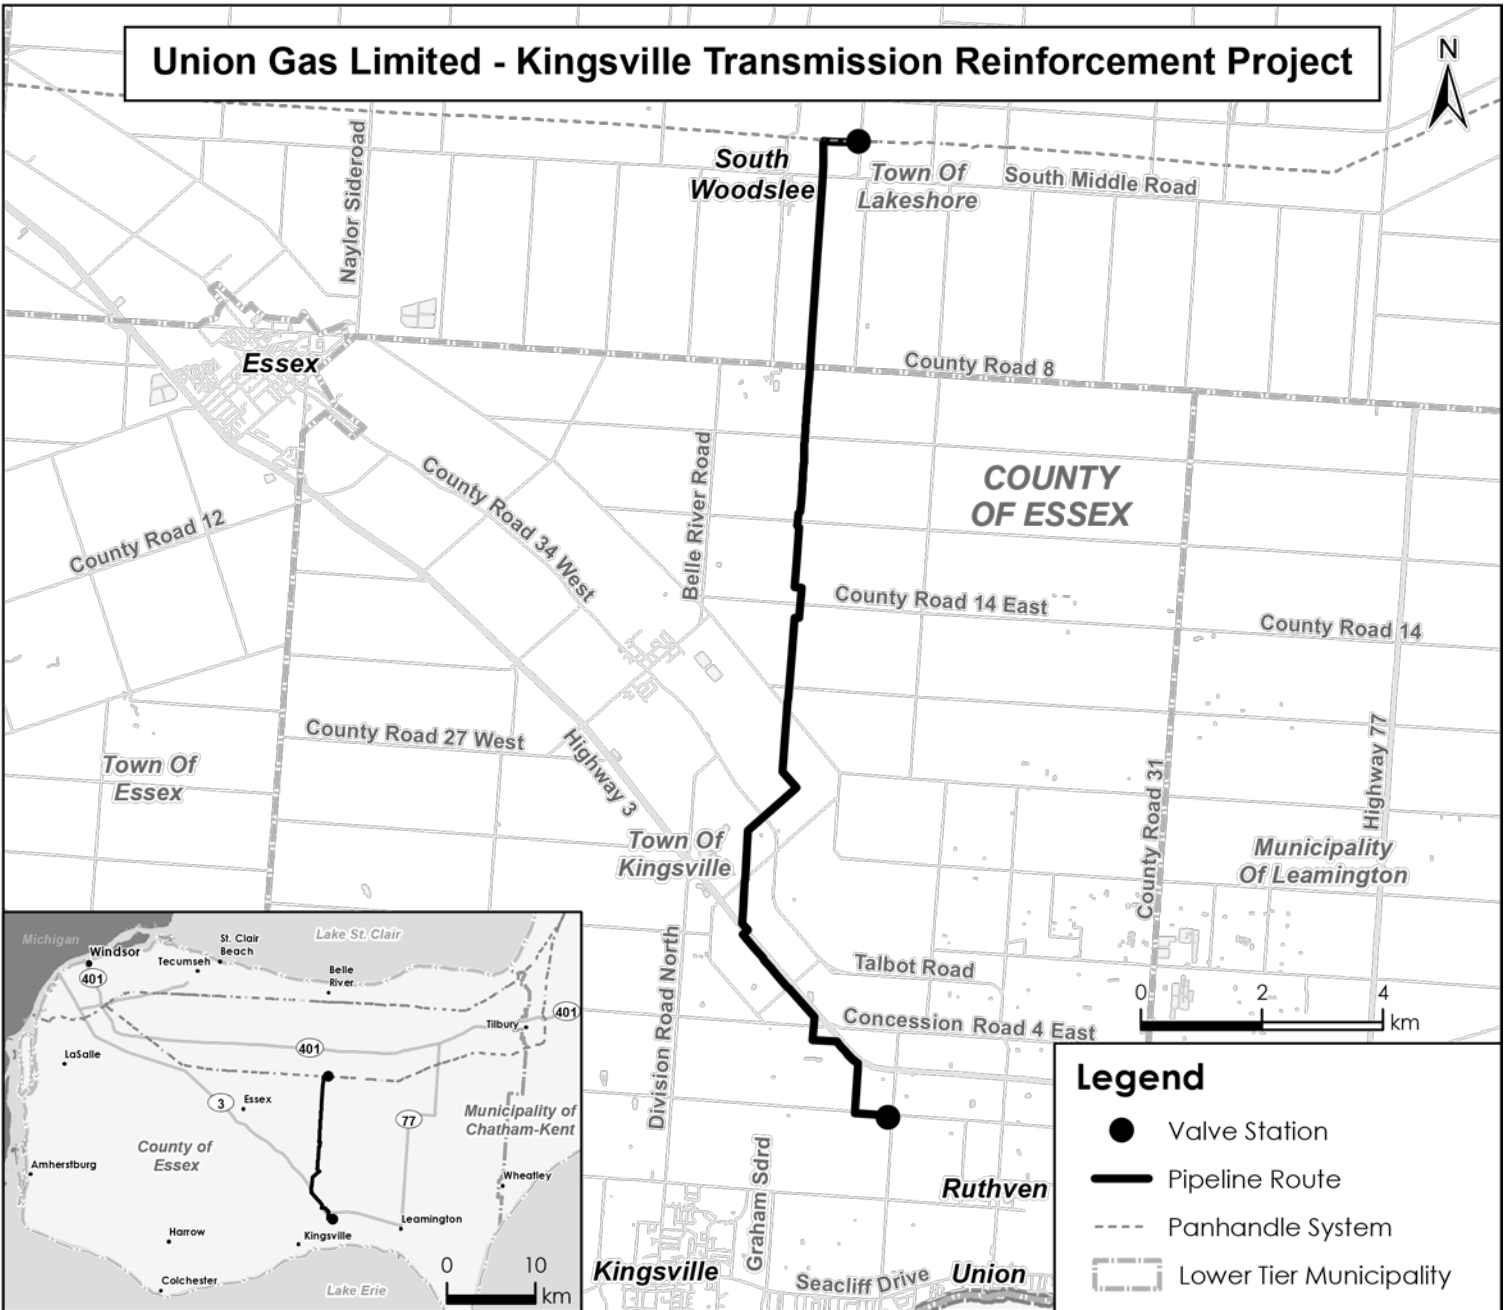 Union Gas Limited - Kingsville Transmission Reinforcement Project
N
Naylor Sideroad
South
Woodslee
Town Of
Lakeshore
South Middle Road
Essex
County Road 8
County Road 12
County Road 34 West
Belle River Road
COUNTY
OF ESSEX
County Road 14 East
County Road 14
County Road 27 West
Highway 3
Town Of
Essex
Town Of
Kingsville
County Road 31
Highway 77
Municipality
Of Leamington
Division Road North
Talbot Road
Concession Road 4 East
0 2 4
km
Graham Sdrd
Ruthven
Kingsville
Seacliff Drive
Union
Michigan
Windsor
401
Tecumseh
St. Clair
Beach
Lake St. Clair
Belle
River
401
Tilbury
LaSalle
401
3
Essex
77
Municipality of
Chatham-Kent
County of
Essex
Amherstburg
Wheatley
Harrow
Kingsville
Leamington
Colchester
Lake Erie
0 10
km
Legend
Valve Station
Pipeline Route
Panhandle System
Lower Tier Municipality